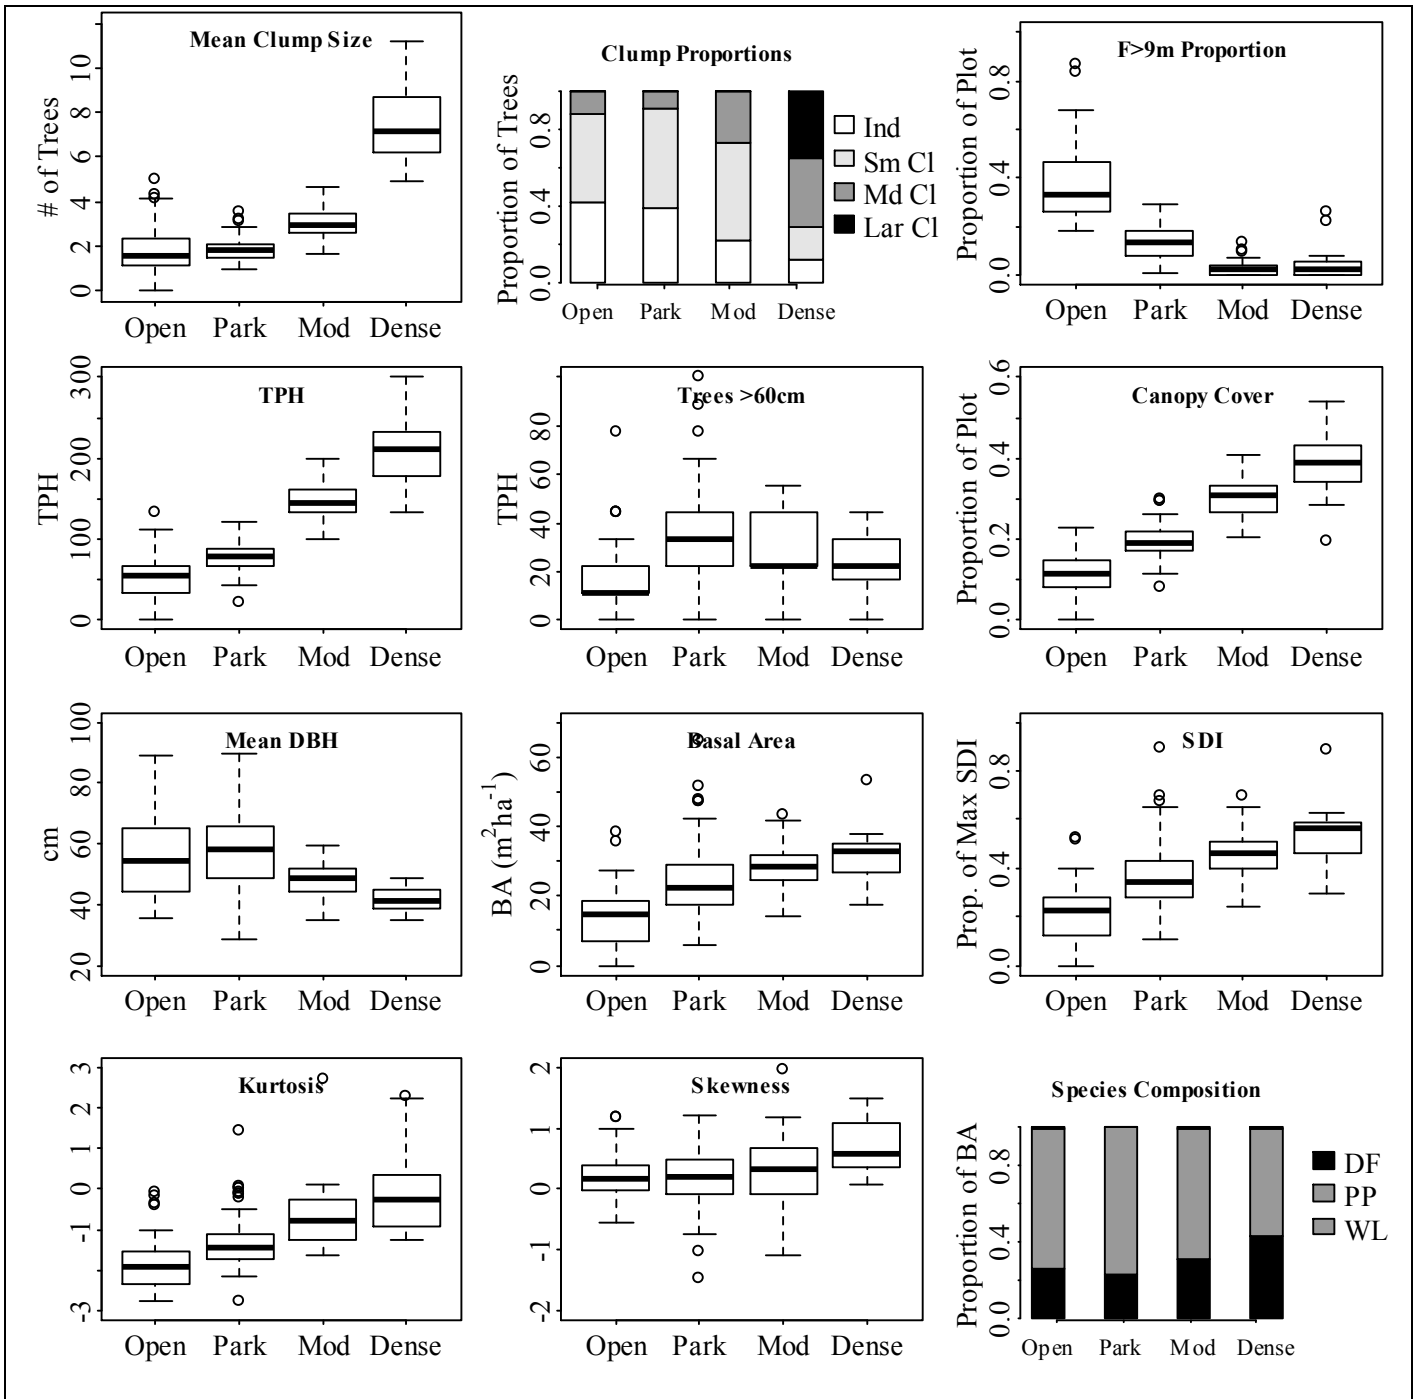 Mean Clump Size
# of Trees
0 2 4 6 8 10
Open Park Mod Dense
Clump Proportions
Proportion of Trees
0.0 0.4 0.8
Open Park Mod Dense
Ind
Sm Cl
Md Cl
Lar Cl
F>9m Proportion
Proportion of Plot
0.0 0.4 0.8
Open Park Mod Dense
TPH
TPH
0 100 200 300
Open Park Mod Dense
Trees >60cm
TPH
0 20 40 60 80
Open Park Mod Dense
Canopy Cover
Proportion of Plot
0.0 0.2 0.4 0.6
Open Park Mod Dense
Mean DBH
cm
20 40 60 80 100
Open Park Mod Dense
Basal Area
BA (m²ha⁻¹)
0 20 40 60
Open Park Mod Dense
SDI
Prop. of Max SDI
0.0 0.4 0.8
Open Park Mod Dense
Kurtosis
-3 -1 0 1 2 3
Open Park Mod Dense
Skewness
-2 -1 0 1 2
Open Park Mod Dense
Species Composition
Proportion of BA
0.0 0.4 0.8
Open Park Mod Dense
DF
PP
WL